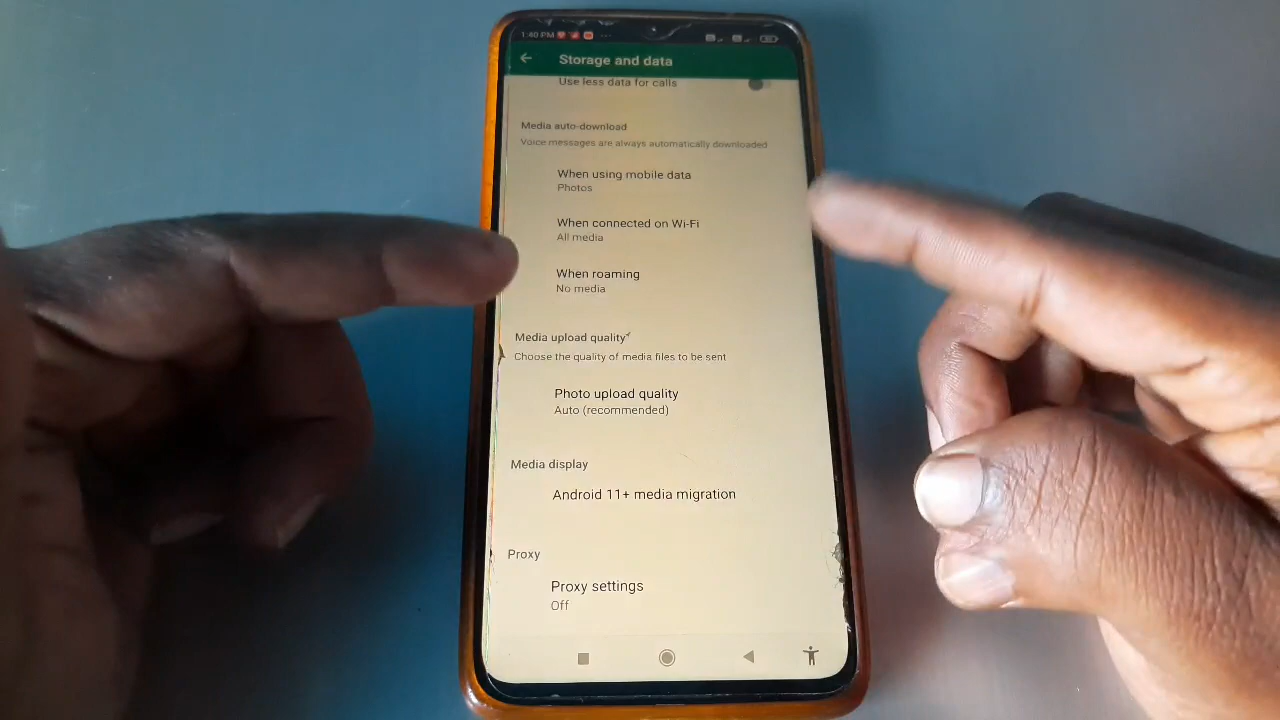 1:40 PM
Storage and data
Use less data for calls
Media auto-download
Voice messages are always automatically downloaded
When using mobile data
Photos
When connected on Wi-Fi
All media
When roaming
No media
Media upload quality
Choose the quality of media files to be sent
Photo upload quality
Auto (recommended)
Media display
Android 11+ media migration
Proxy
Proxy settings
Off